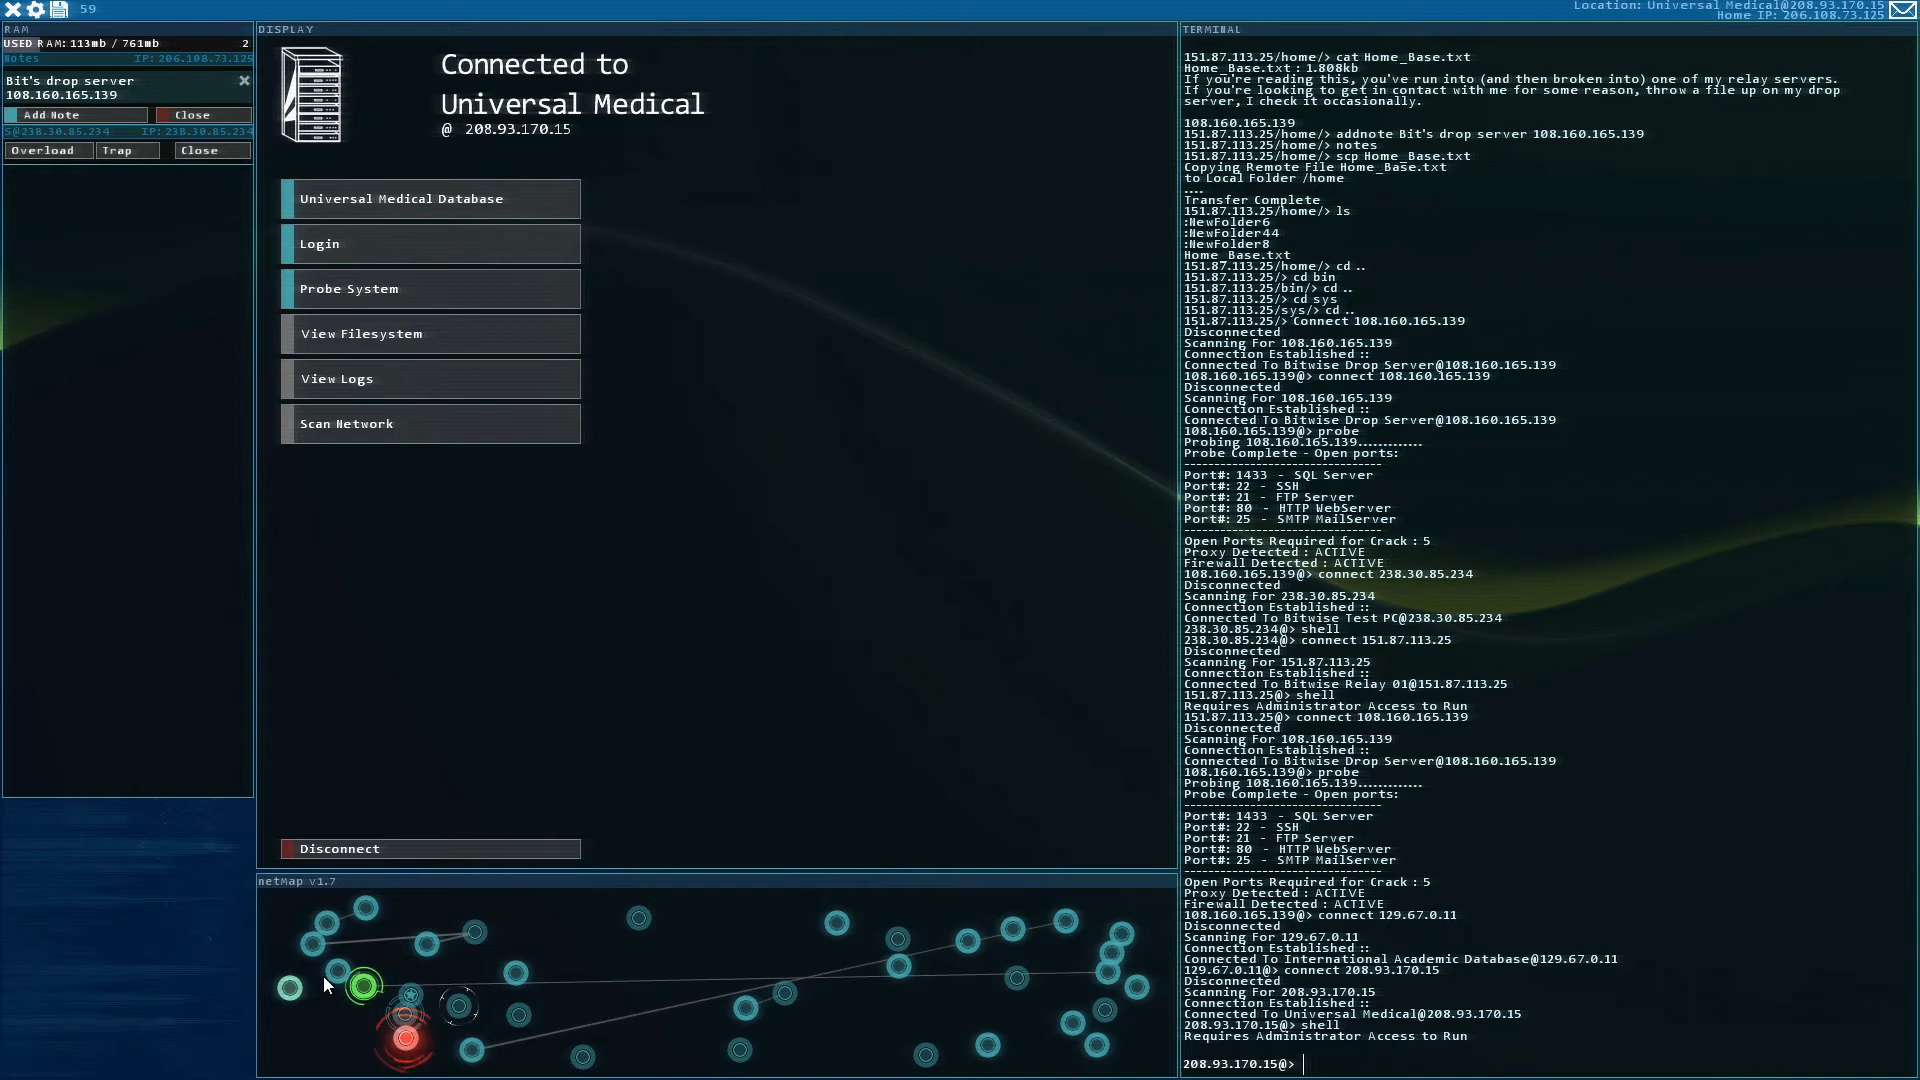 59
Location: Universal Medical@208.93.170.15
Home IP: 206.108.73.125
RAM
USED RAM: 113mb / 761mb 2
Notes IP: 206.108.73.125
Bit's drop server
108.160.165.139
Add Note Close
S@238.30.85.234 IP: 238.30.85.234
Overload Trap Close
DISPLAY
Connected to
Universal Medical
@ 208.93.170.15
Universal Medical Database
Login
Probe System
View Filesystem
View Logs
Scan Network
Disconnect
netMap v1.7
TERMINAL
151.87.113.25/home/> cat Home_Base.txt
Home_Base.txt : 1.808kb
If you're reading this, you've run into (and then broken into) one of my relay servers.
If you're looking to get in contact with me for some reason, throw a file up on my drop
server, I check it occasionally.
108.160.165.139
151.87.113.25/home/> addnote Bit's drop server 108.160.165.139
151.87.113.25/home/> notes
151.87.113.25/home/> scp Home_Base.txt
Copying Remote File Home_Base.txt
to Local Folder /home
....
Transfer Complete
151.87.113.25/home/> ls
:NewFolder6
:NewFolder44
:NewFolder8
Home_Base.txt
151.87.113.25/home/> cd ..
151.87.113.25/> cd bin
151.87.113.25/bin/> cd ..
151.87.113.25/> cd sys
151.87.113.25/sys/> cd ..
151.87.113.25/> Connect 108.160.165.139
Disconnected
Scanning For 108.160.165.139
Connection Established ::
Connected To Bitwise Drop Server@108.160.165.139
108.160.165.139@> connect 108.160.165.139
Disconnected
Scanning For 108.160.165.139
Connection Established ::
Connected To Bitwise Drop Server@108.160.165.139
108.160.165.139@> probe
Probing 108.160.165.139.............
Probe Complete - Open ports:
---------------------------------
Port#: 1433 - SQL Server
Port#: 22 - SSH
Port#: 21 - FTP Server
Port#: 80 - HTTP WebServer
Port#: 25 - SMTP MailServer
---------------------------------
Open Ports Required for Crack : 5
Proxy Detected : ACTIVE
Firewall Detected : ACTIVE
108.160.165.139@> connect 238.30.85.234
Disconnected
Scanning For 238.30.85.234
Connection Established ::
Connected To Bitwise Test PC@238.30.85.234
238.30.85.234@> shell
238.30.85.234@> connect 151.87.113.25
Disconnected
Scanning For 151.87.113.25
Connection Established ::
Connected To Bitwise Relay 01@151.87.113.25
151.87.113.25@> shell
Requires Administrator Access to Run
151.87.113.25@> connect 108.160.165.139
Disconnected
Scanning For 108.160.165.139
Connection Established ::
Connected To Bitwise Drop Server@108.160.165.139
108.160.165.139@> probe
Probing 108.160.165.139.............
Probe Complete - Open ports:
---------------------------------
Port#: 1433 - SQL Server
Port#: 22 - SSH
Port#: 21 - FTP Server
Port#: 80 - HTTP WebServer
Port#: 25 - SMTP MailServer
---------------------------------
Open Ports Required for Crack : 5
Proxy Detected : ACTIVE
Firewall Detected : ACTIVE
108.160.165.139@> connect 129.67.0.11
Disconnected
Scanning For 129.67.0.11
Connection Established ::
Connected To International Academic Database@129.67.0.11
129.67.0.11@> connect 208.93.170.15
Disconnected
Scanning For 208.93.170.15
Connection Established ::
Connected To Universal Medical@208.93.170.15
208.93.170.15@> shell
Requires Administrator Access to Run
208.93.170.15@>